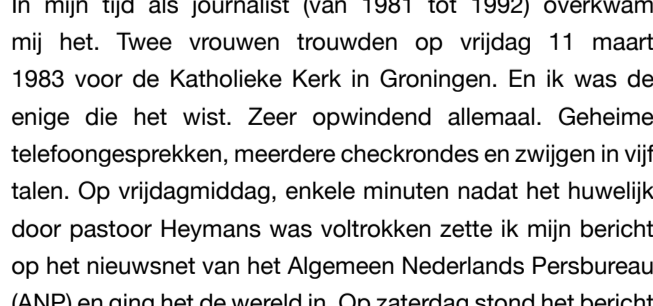 In mijn tijd als journalist (van 1981 tot 1992) overkwam
mij het. Twee vrouwen trouwden op vrijdag 11 maart
1983 voor de Katholieke Kerk in Groningen. En ik was de
enige die het wist. Zeer opwindend allemaal. Geheime
telefoongesprekken, meerdere checkrondes en zwijgen in vijf
talen. Op vrijdagmiddag, enkele minuten nadat het huwelijk
door pastoor Heymans was voltrokken zette ik mijn bericht
op het nieuwsnet van het Algemeen Nederlands Persbureau
(ANP) en ging het de wereld in. Op zaterdag stond het bericht